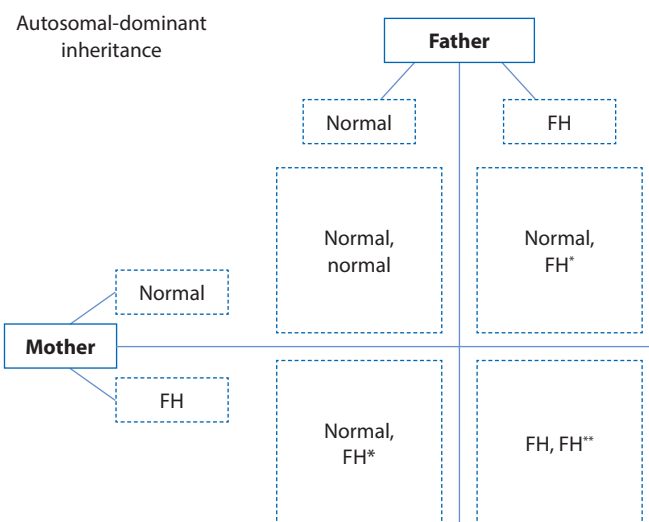 Autosomal-dominant
inheritance
Father
Normal
FH
Normal,
normal
Normal,
FH*
Normal
Mother
FH
Normal,
FH*
FH, FH**